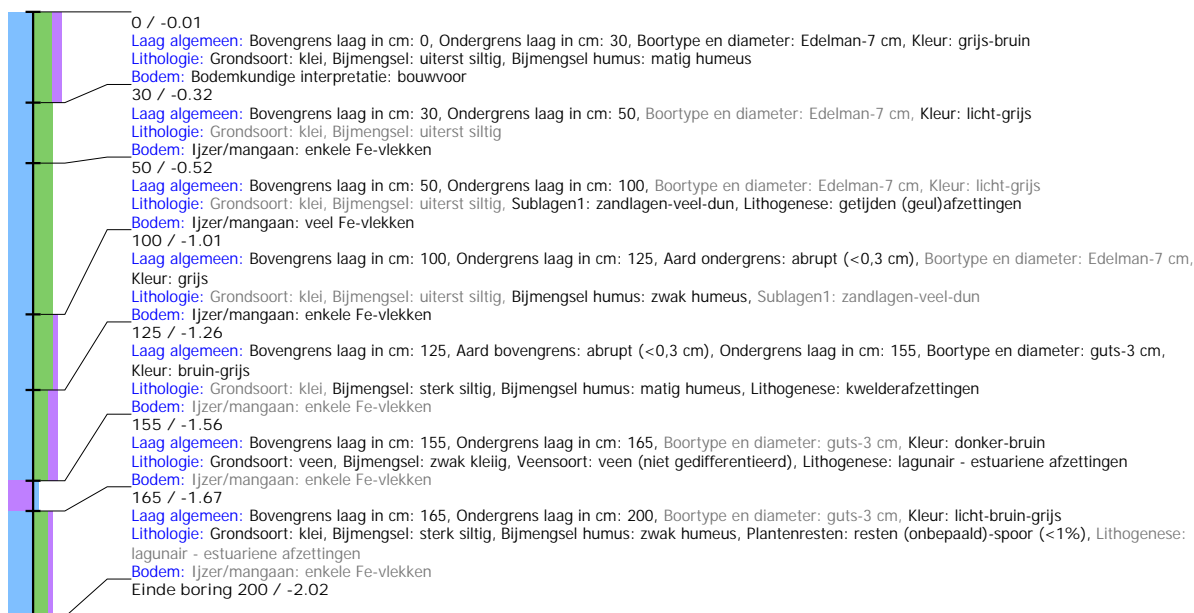 0 / -0.01
Laag algemeen: Bovengrens laag in cm: 0, Ondergrens laag in cm: 30, Boortype en diameter: Edelman-7 cm, Kleur: grijs-bruin
Lithologie: Grondsoort: klei, Bijmengsel: uiterst siltig, Bijmengsel humus: matig humeus
Bodem: Bodemkundige interpretatie: bouwvoor
30 / -0.32
Laag algemeen: Bovengrens laag in cm: 30, Ondergrens laag in cm: 50, Boortype en diameter: Edelman-7 cm, Kleur: licht-grijs
Lithologie: Grondsoort: klei, Bijmengsel: uiterst siltig
Bodem: Ijzer/mangaan: enkele Fe-vlekken
50 / -0.52
Laag algemeen: Bovengrens laag in cm: 50, Ondergrens laag in cm: 100, Boortype en diameter: Edelman-7 cm, Kleur: licht-grijs
Lithologie: Grondsoort: klei, Bijmengsel: uiterst siltig, Sublagen1: zandlagen-veel-dun, Lithogenese: getijden (geul)afzettingen
Bodem: Ijzer/mangaan: veel Fe-vlekken
100 / -1.01
Laag algemeen: Bovengrens laag in cm: 100, Ondergrens laag in cm: 125, Aard ondergrens: abrupt (<0,3 cm), Boortype en diameter: Edelman-7 cm,
Kleur: grijs
Lithologie: Grondsoort: klei, Bijmengsel: uiterst siltig, Bijmengsel humus: zwak humeus, Sublagen1: zandlagen-veel-dun
Bodem: Ijzer/mangaan: enkele Fe-vlekken
125 / -1.26
Laag algemeen: Bovengrens laag in cm: 125, Aard bovengrens: abrupt (<0,3 cm), Ondergrens laag in cm: 155, Boortype en diameter: guts-3 cm,
Kleur: bruin-grijs
Lithologie: Grondsoort: klei, Bijmengsel: sterk siltig, Bijmengsel humus: matig humeus, Lithogenese: kwelderafzettingen
Bodem: Ijzer/mangaan: enkele Fe-vlekken
155 / -1.56
Laag algemeen: Bovengrens laag in cm: 155, Ondergrens laag in cm: 165, Boortype en diameter: guts-3 cm, Kleur: donker-bruin
Lithologie: Grondsoort: veen, Bijmengsel: zwak kleiig, Veensoort: veen (niet gedifferentieerd), Lithogenese: lagunair - estuariene afzettingen
Bodem: Ijzer/mangaan: enkele Fe-vlekken
165 / -1.67
Laag algemeen: Bovengrens laag in cm: 165, Ondergrens laag in cm: 200, Boortype en diameter: guts-3 cm, Kleur: licht-bruin-grijs
Lithologie: Grondsoort: klei, Bijmengsel: sterk siltig, Bijmengsel humus: zwak humeus, Plantenresten: resten (onbepaald)-spoor (<1%), Lithogenese:
lagunair - estuariene afzettingen
Bodem: Ijzer/mangaan: enkele Fe-vlekken
Einde boring 200 / -2.02